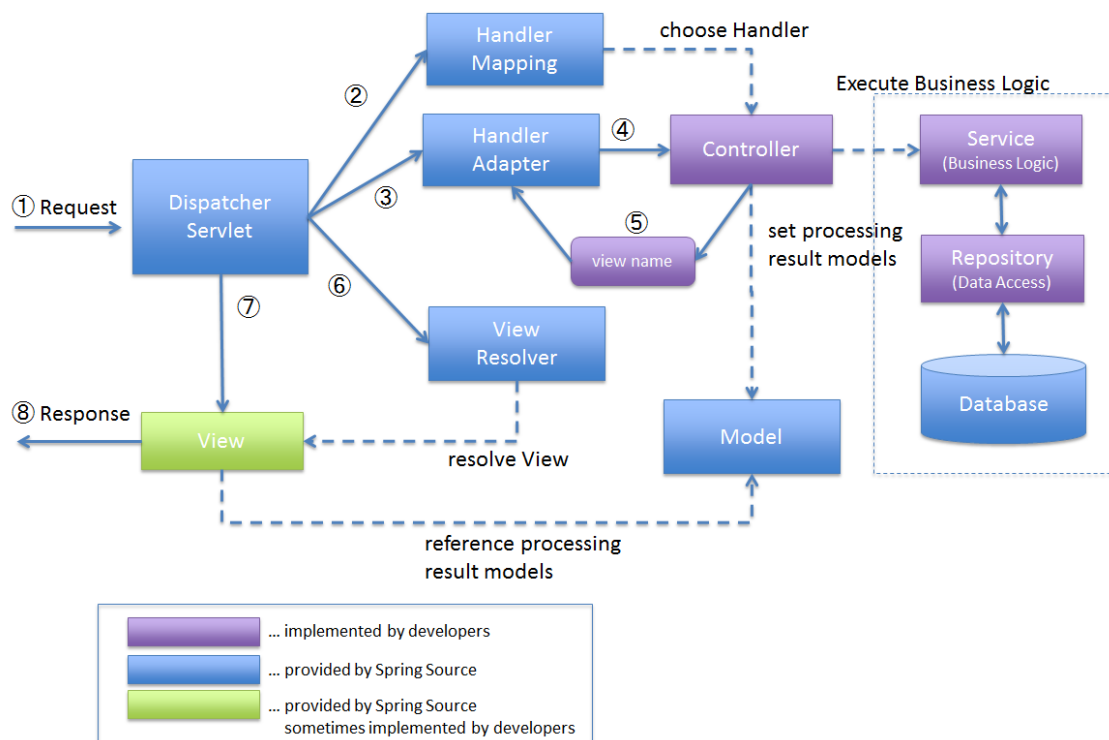 Handler
Mapping
choose Handler
②
Execute Business Logic
Handler
Adapter
④
Controller
Service
(Business Logic)
① Request
Dispatcher
Servlet
③
⑤
view name
set processing
result models
Repository
(Data Access)
⑥
⑦
View
Resolver
Database
⑧ Response
View
resolve View
Model
reference processing
result models
... implemented by developers
... provided by Spring Source
... provided by Spring Source
sometimes implemented by developers